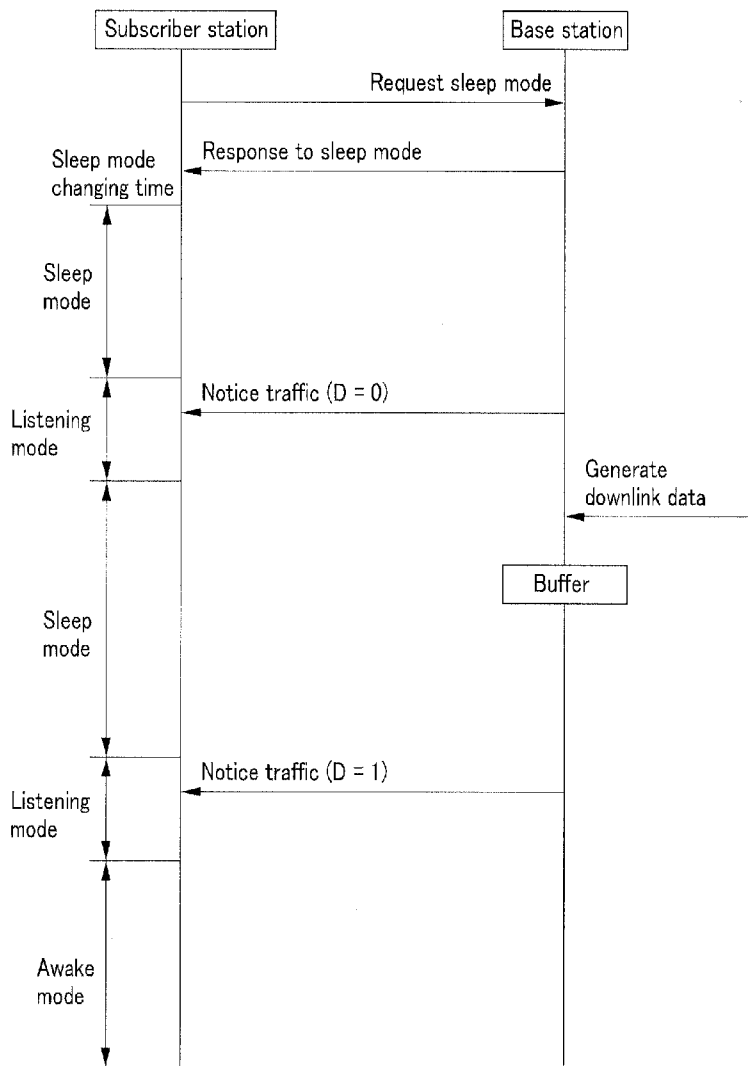 Subscriber station
Base station
Request sleep mode
Response to sleep mode
Sleep mode
changing time
Sleep
mode
Notice traffic (D = 0)
Listening
mode
Generate
downlink data
Buffer
Sleep
mode
Notice traffic (D = 1)
Listening
mode
Awake
mode